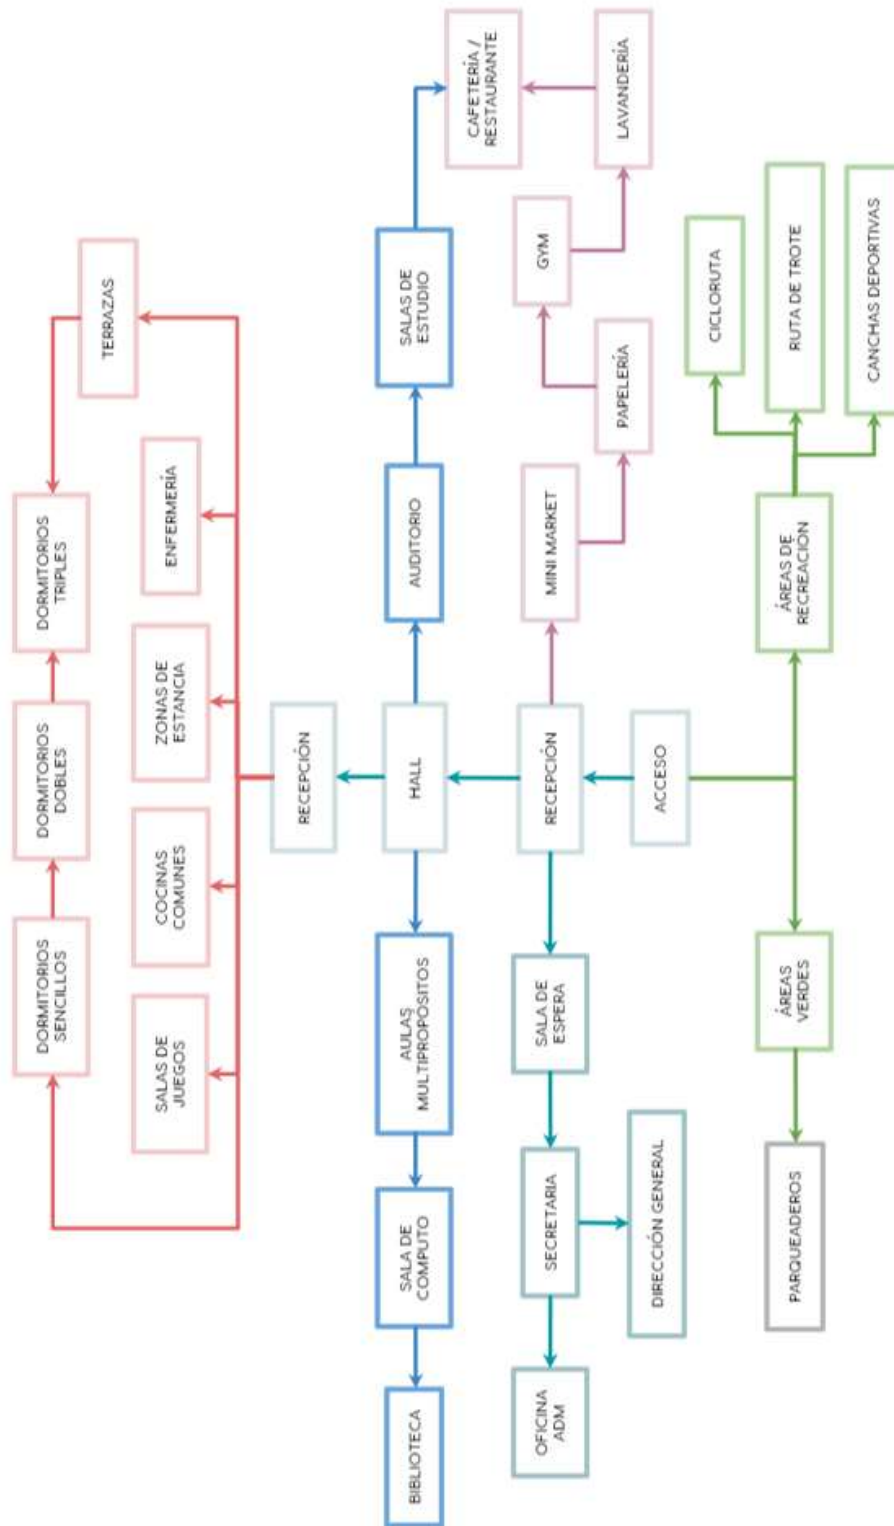 DORMITORIOS
SENCILLOS
DORMITORIOS
DOBLES
DORMITORIOS
TRIPLES
TERRAZAS
SALAS DE
JUEGOS
COCINAS
COMUNES
ZONAS DE
ESTANCIA
ENFERMERÍA
RECEPCIÓN
BIBLIOTECA
SALA DE
COMPUTO
AULAS
MULTIPROPÓSITOS
HALL
AUDITORIO
SALAS DE
ESTUDIO
CAFETERÍA /
RESTAURANTE
OFICINA
ADM
SECRETARIA
SALA DE
ESPERA
RECEPCIÓN
MINI MARKET
GYM
DIRECCIÓN GENERAL
ACCESO
PAPELERÍA
LAVANDERÍA
PARQUEADEROS
ÁREAS
VERDES
ÁREAS DE
RECREACIÓN
CICLORUTA
RUTA DE TROTE
CANCHAS DEPORTIVAS